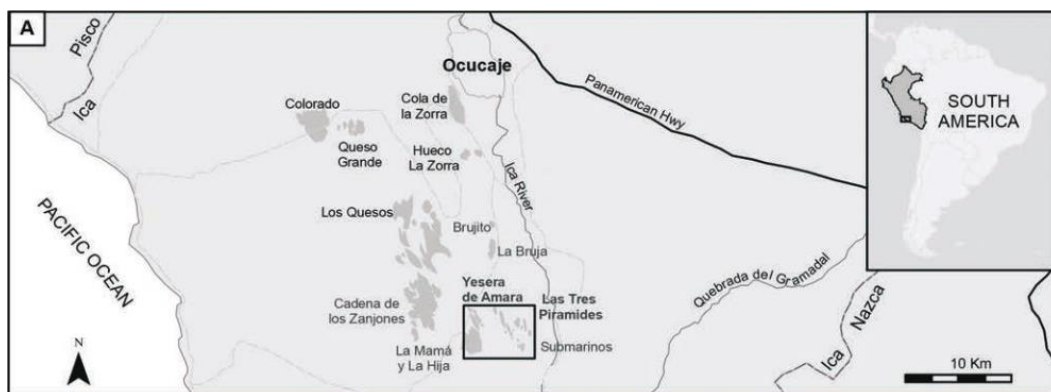 A
Pisco
Ica
PACIFIC OCEAN
Colorado
Queso
Grande
Cola de
la Zorra
Ocucaje
Hueco
La Zorra
Ica River
Panamerican Hwy
Los Quesos
Brujito
La Bruja
Yesera
de Amara
Las Tres
Piramides
Cadena de
los Zanjones
La Mamá
y La Hija
Submarinos
Quebrada del Gramadal
Ica
Nazca
SOUTH
AMERICA
N
10 Km